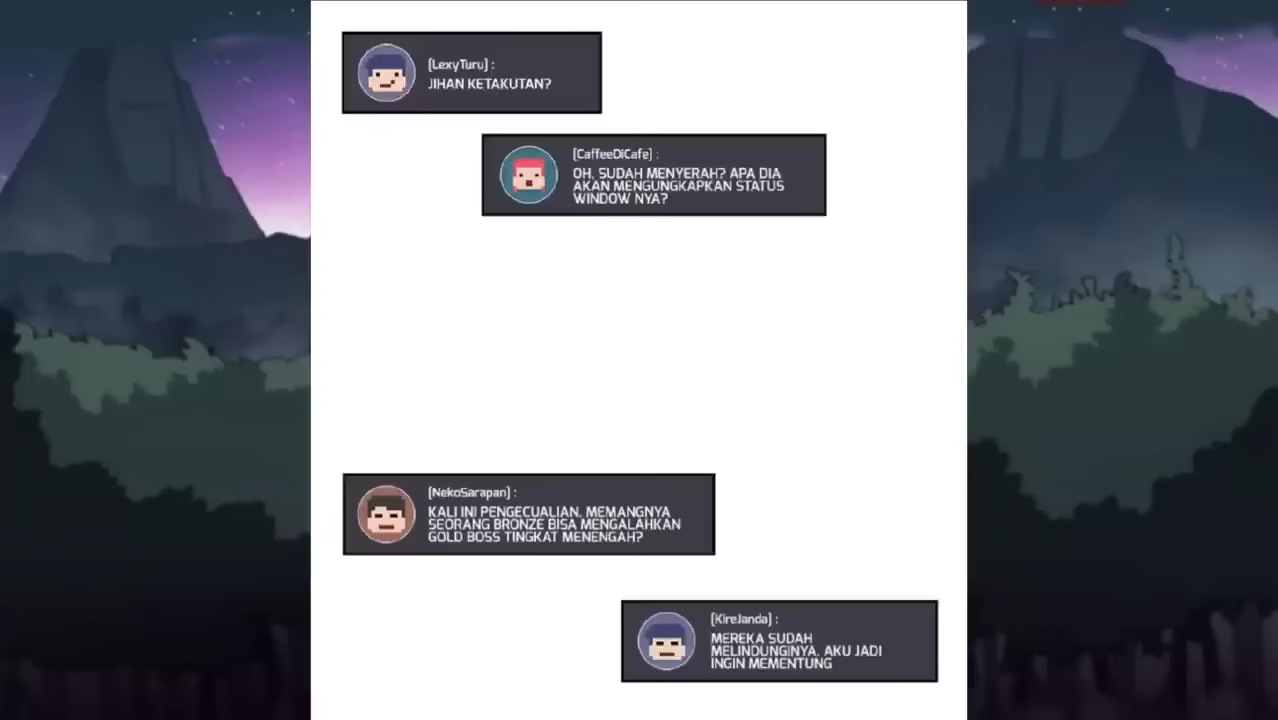 [LexyTuru] :
JIHAN KETAKUTAN?
[CaffeeDiCafe] :
OH, SUDAH MENYERAH? APA DIA
AKAN MENGUNGKAPKAN STATUS
WINDOW NYA?
[NekoSarapan] :
KALI INI PENGECUALIAN. MEMANGNYA
SEORANG BRONZE BISA MENGALAHKAN
GOLD BOSS TINGKAT MENENGAH?
[KireJanda] :
MEREKA SUDAH
MELINDUNGINYA. AKU JADI
INGIN MEMENTUNG